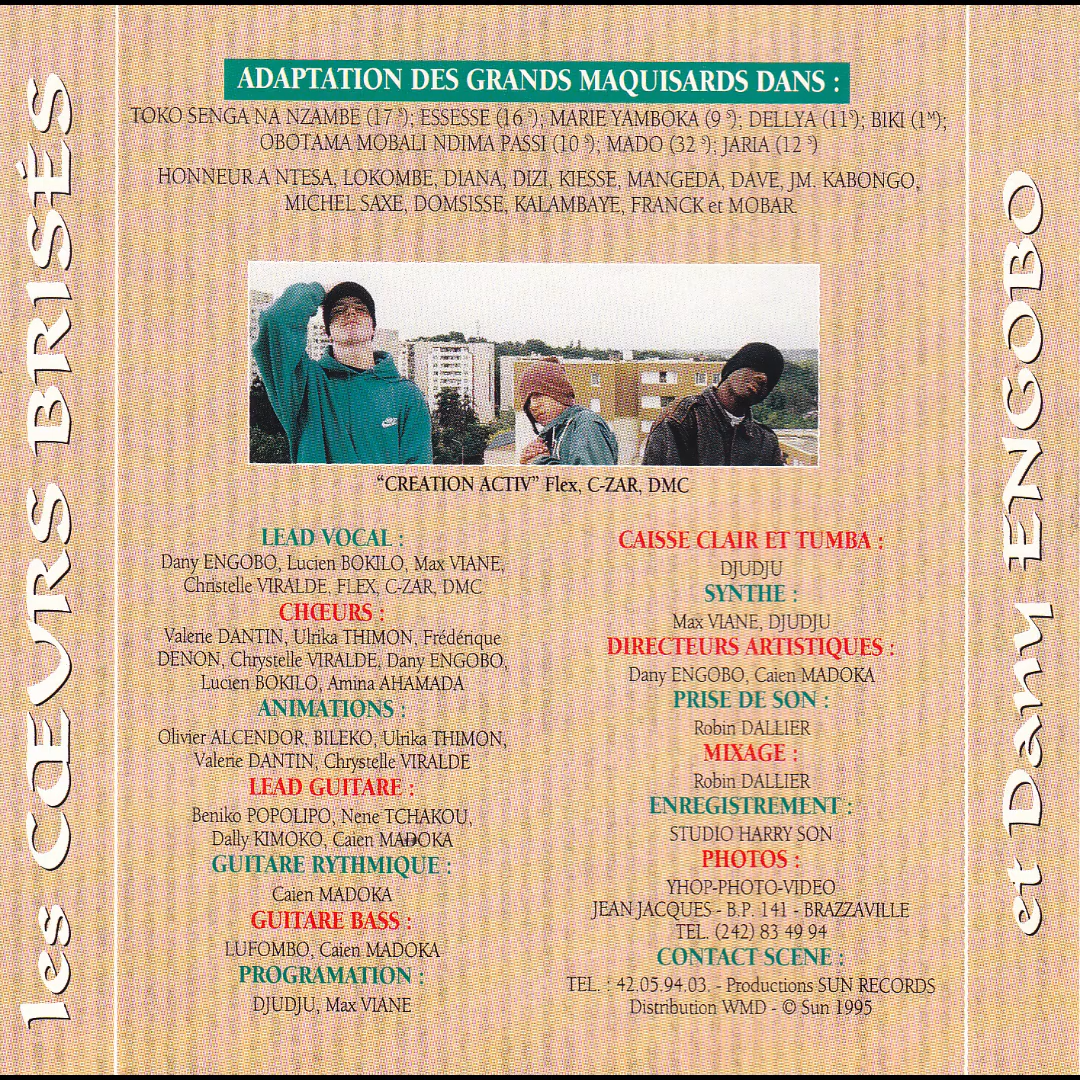 les CŒVRS BRISÉS
ADAPTATION DES GRANDS MAQUISARDS DANS :
TOKO SENGA NA NZAMBE (17 S); ESSESSE (16 S); MARIE YAMBOKA (9 S); DELLYA (11S); BIKI (1M);
OBOTAMA MOBALI NDIMA PASSI (10 S); MADO (32 S); JARIA (12 S)
HONNEUR A NTESA, LOKOMBE, DIANA, DIZI, KIESSE, MANGEDA, DAVE, JM. KABONGO,
MICHEL SAXE, DOMSISSE, KALAMBAYE, FRANCK et MOBAR.
"CREATION ACTIV" Flex, C-ZAR, DMC
LEAD VOCAL :
Dany ENGOBO, Lucien BOKILO, Max VIANE,
Christelle VIRALDE, FLEX, C-ZAR, DMC
CHŒURS :
Valerie DANTIN, Ulrika THIMON, Frédérique
DENON, Chrystelle VIRALDE, Dany ENGOBO,
Lucien BOKILO, Amina AHAMADA
ANIMATIONS :
Olivier ALCENDOR, BILEKO, Ulrika THIMON,
Valerie DANTIN, Chrystelle VIRALDE
LEAD GUITARE :
Beniko POPOLIPO, Nene TCHAKOU,
Dally KIMOKO, Caien MADOKA
GUITARE RYTHMIQUE :
Caien MADOKA
GUITARE BASS :
LUFOMBO, Caien MADOKA
PROGRAMATION :
DJUDJU, Max VIANE
CAISSE CLAIR ET TUMBA :
DJUDJU
SYNTHE :
Max VIANE, DJUDJU
DIRECTEURS ARTISTIQUES :
Dany ENGOBO, Caien MADOKA
PRISE DE SON :
Robin DALLIER
MIXAGE :
Robin DALLIER
ENREGISTREMENT :
STUDIO HARRY SON
PHOTOS :
YHOP-PHOTO-VIDEO
JEAN JACQUES - B.P. 141 - BRAZZAVILLE
TEL. (242) 83 49 94
CONTACT SCENE :
TEL. : 42.05.94.03. - Productions SUN RECORDS
Distribution WMD - © Sun 1995
et Dany ENGOBO